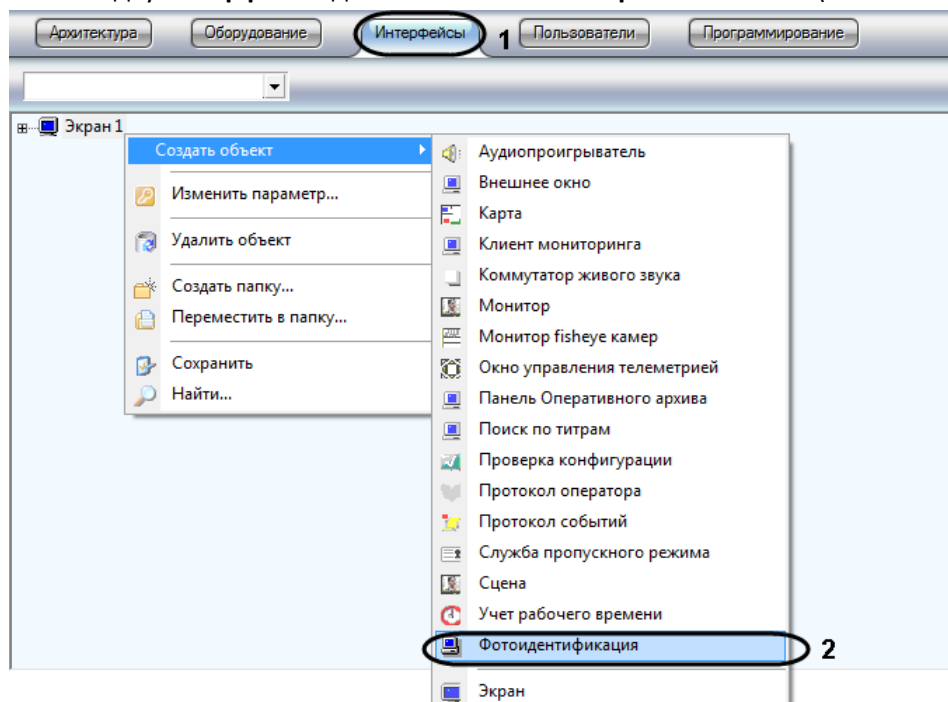 Архитектура Оборудование Интерфейсы 1 Пользователи Программирование
Экран 1
Создать объект
Изменить параметр...
Удалить объект
Создать папку...
Переместить в папку...
Сохранить
Найти...
Аудиопроигрыватель
Внешнее окно
Карта
Клиент мониторинга
Коммутатор живого звука
Монитор
Монитор fisheye камер
Окно управления телеметрией
Панель Оперативного архива
Поиск по титрам
Проверка конфигурации
Протокол оператора
Протокол событий
Служба пропускного режима
Сцена
Учет рабочего времени
Фотоидентификация 2
Экран